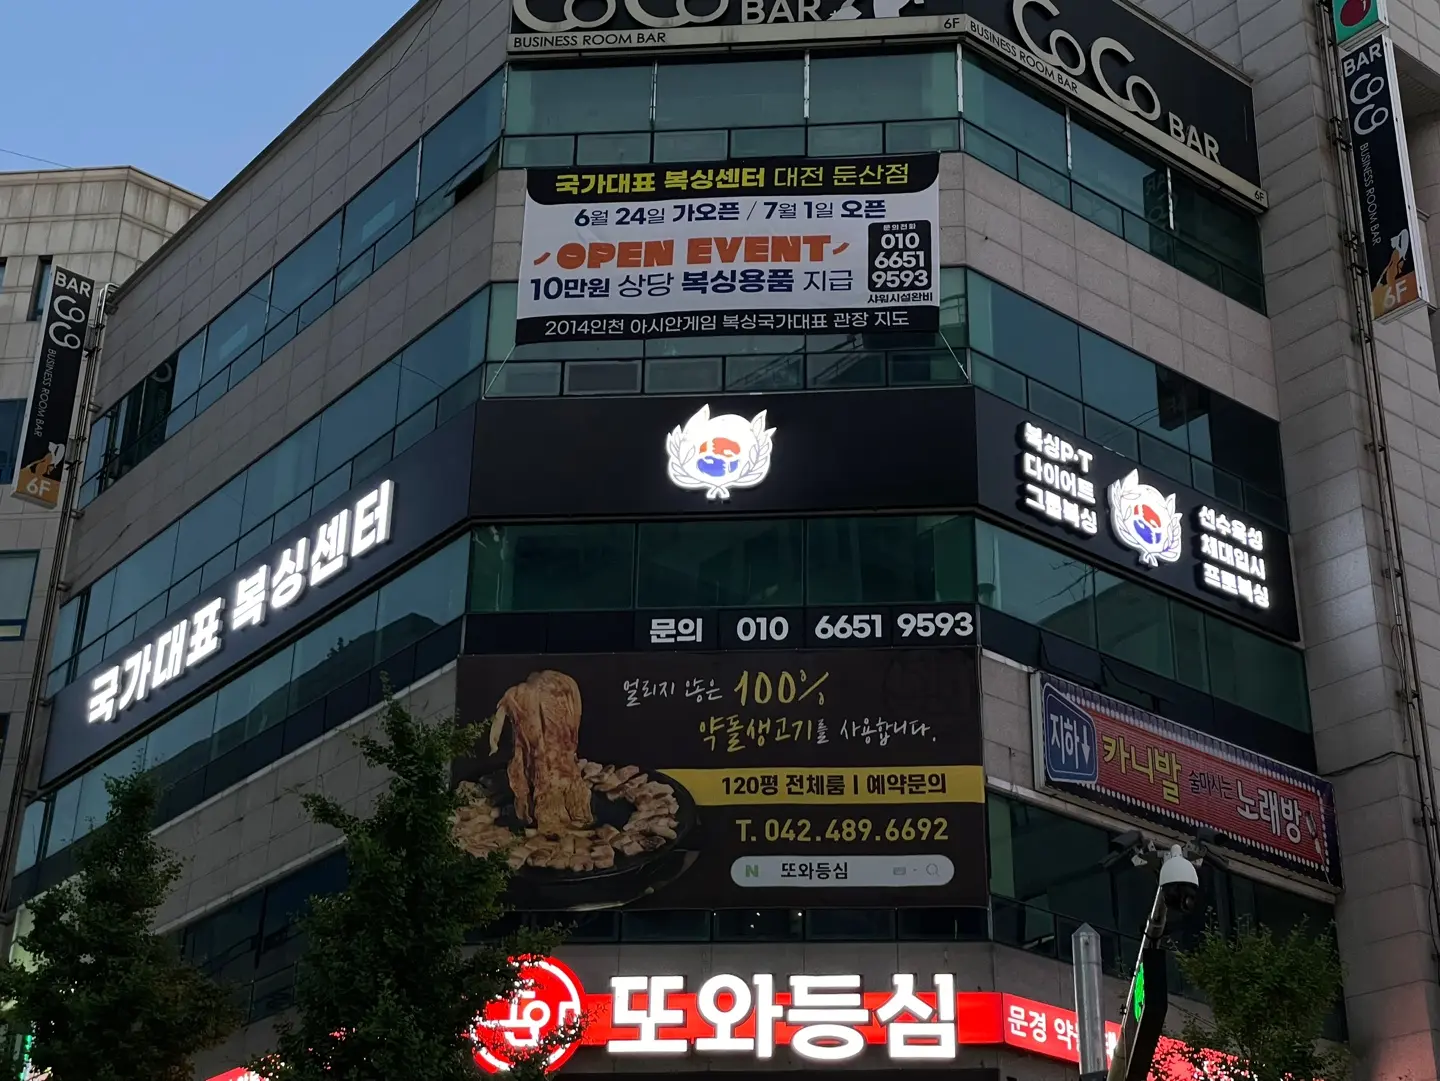 CoCo BAR
BUSINESS ROOM BAR
6F
CoCo BAR
BUSINESS ROOM BAR
6F
BAR
BUSINESS ROOM BAR
6F
BAR
BUSINESS ROOM BAR
6F
국가대표 복싱센터 대전 둔산점
6월 24일 가오픈 / 7월 1일 오픈
OPEN EVENT
10만원 상당 복싱용품 지급
문의전화
010
6651
9593
샤워시설완비
2014인천 아시안게임 복싱국가대표 관장 지도
국가대표 복싱센터
복싱P·T
다이어트
그룹복싱
선수육성
체대입시
프로복싱
문의 010 6651 9593
얼리지 않은 100%
약돌생고기를 사용합니다.
120평 전체룸 | 예약문의
T. 042.489.6692
N 또와등심
지하↓ 카니발 술마시는 노래방
또와등심
문경